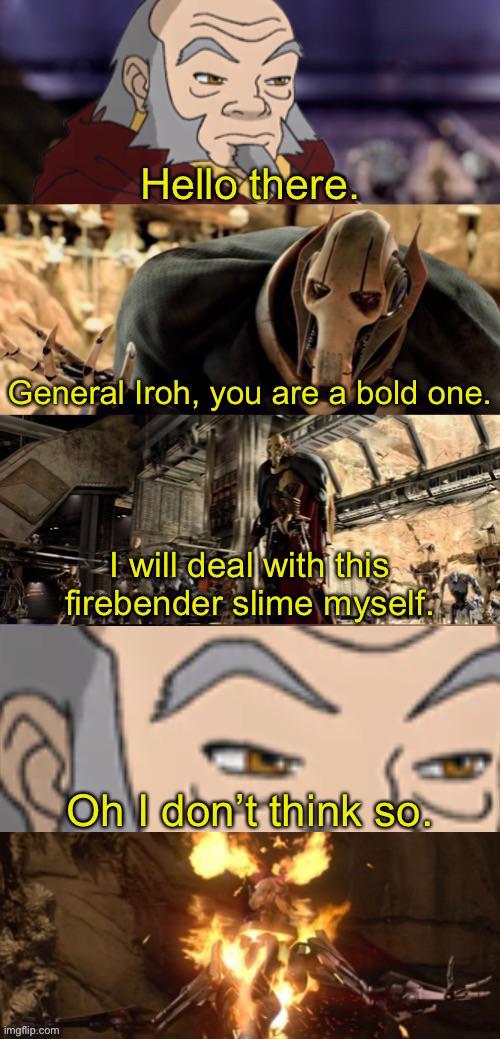 Hello there.
General Iroh, you are a bold one.
I will deal with this
firebender slime myself.
Oh I don’t think so.
imgflip.com